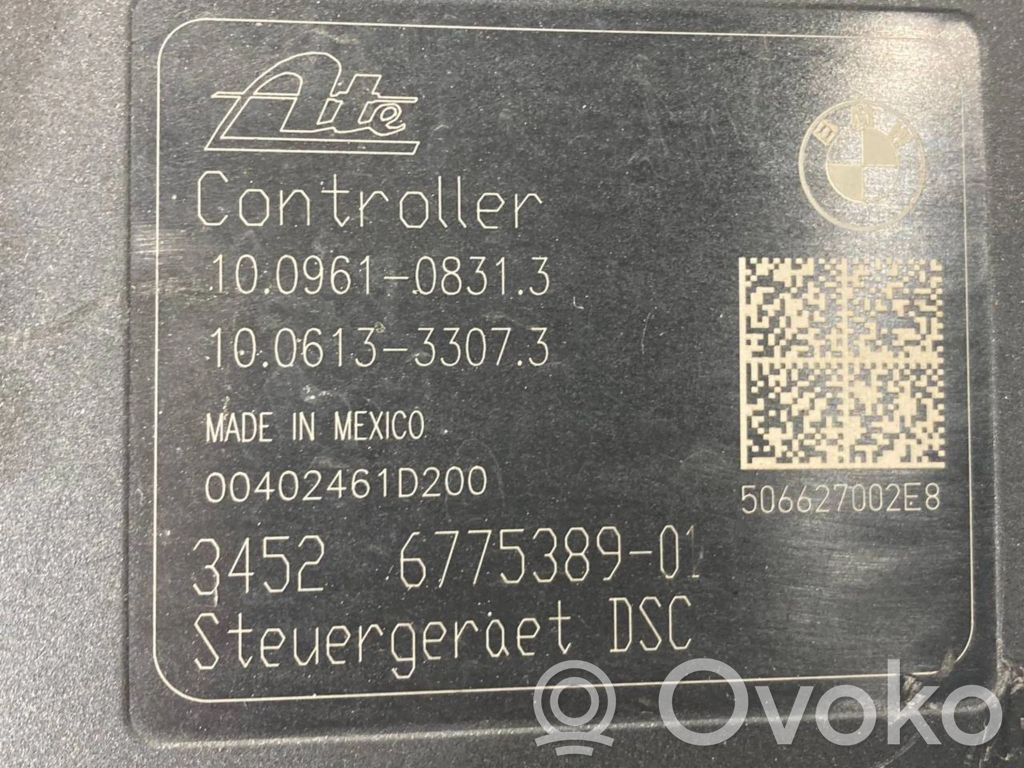 Ate
BMW
Controller
10.0961-0831.3
10.0613-3307.3
MADE IN MEXICO
00402461D200
506627002E8
3452 6775389-01
Steuergeraet DSC
Ovoko